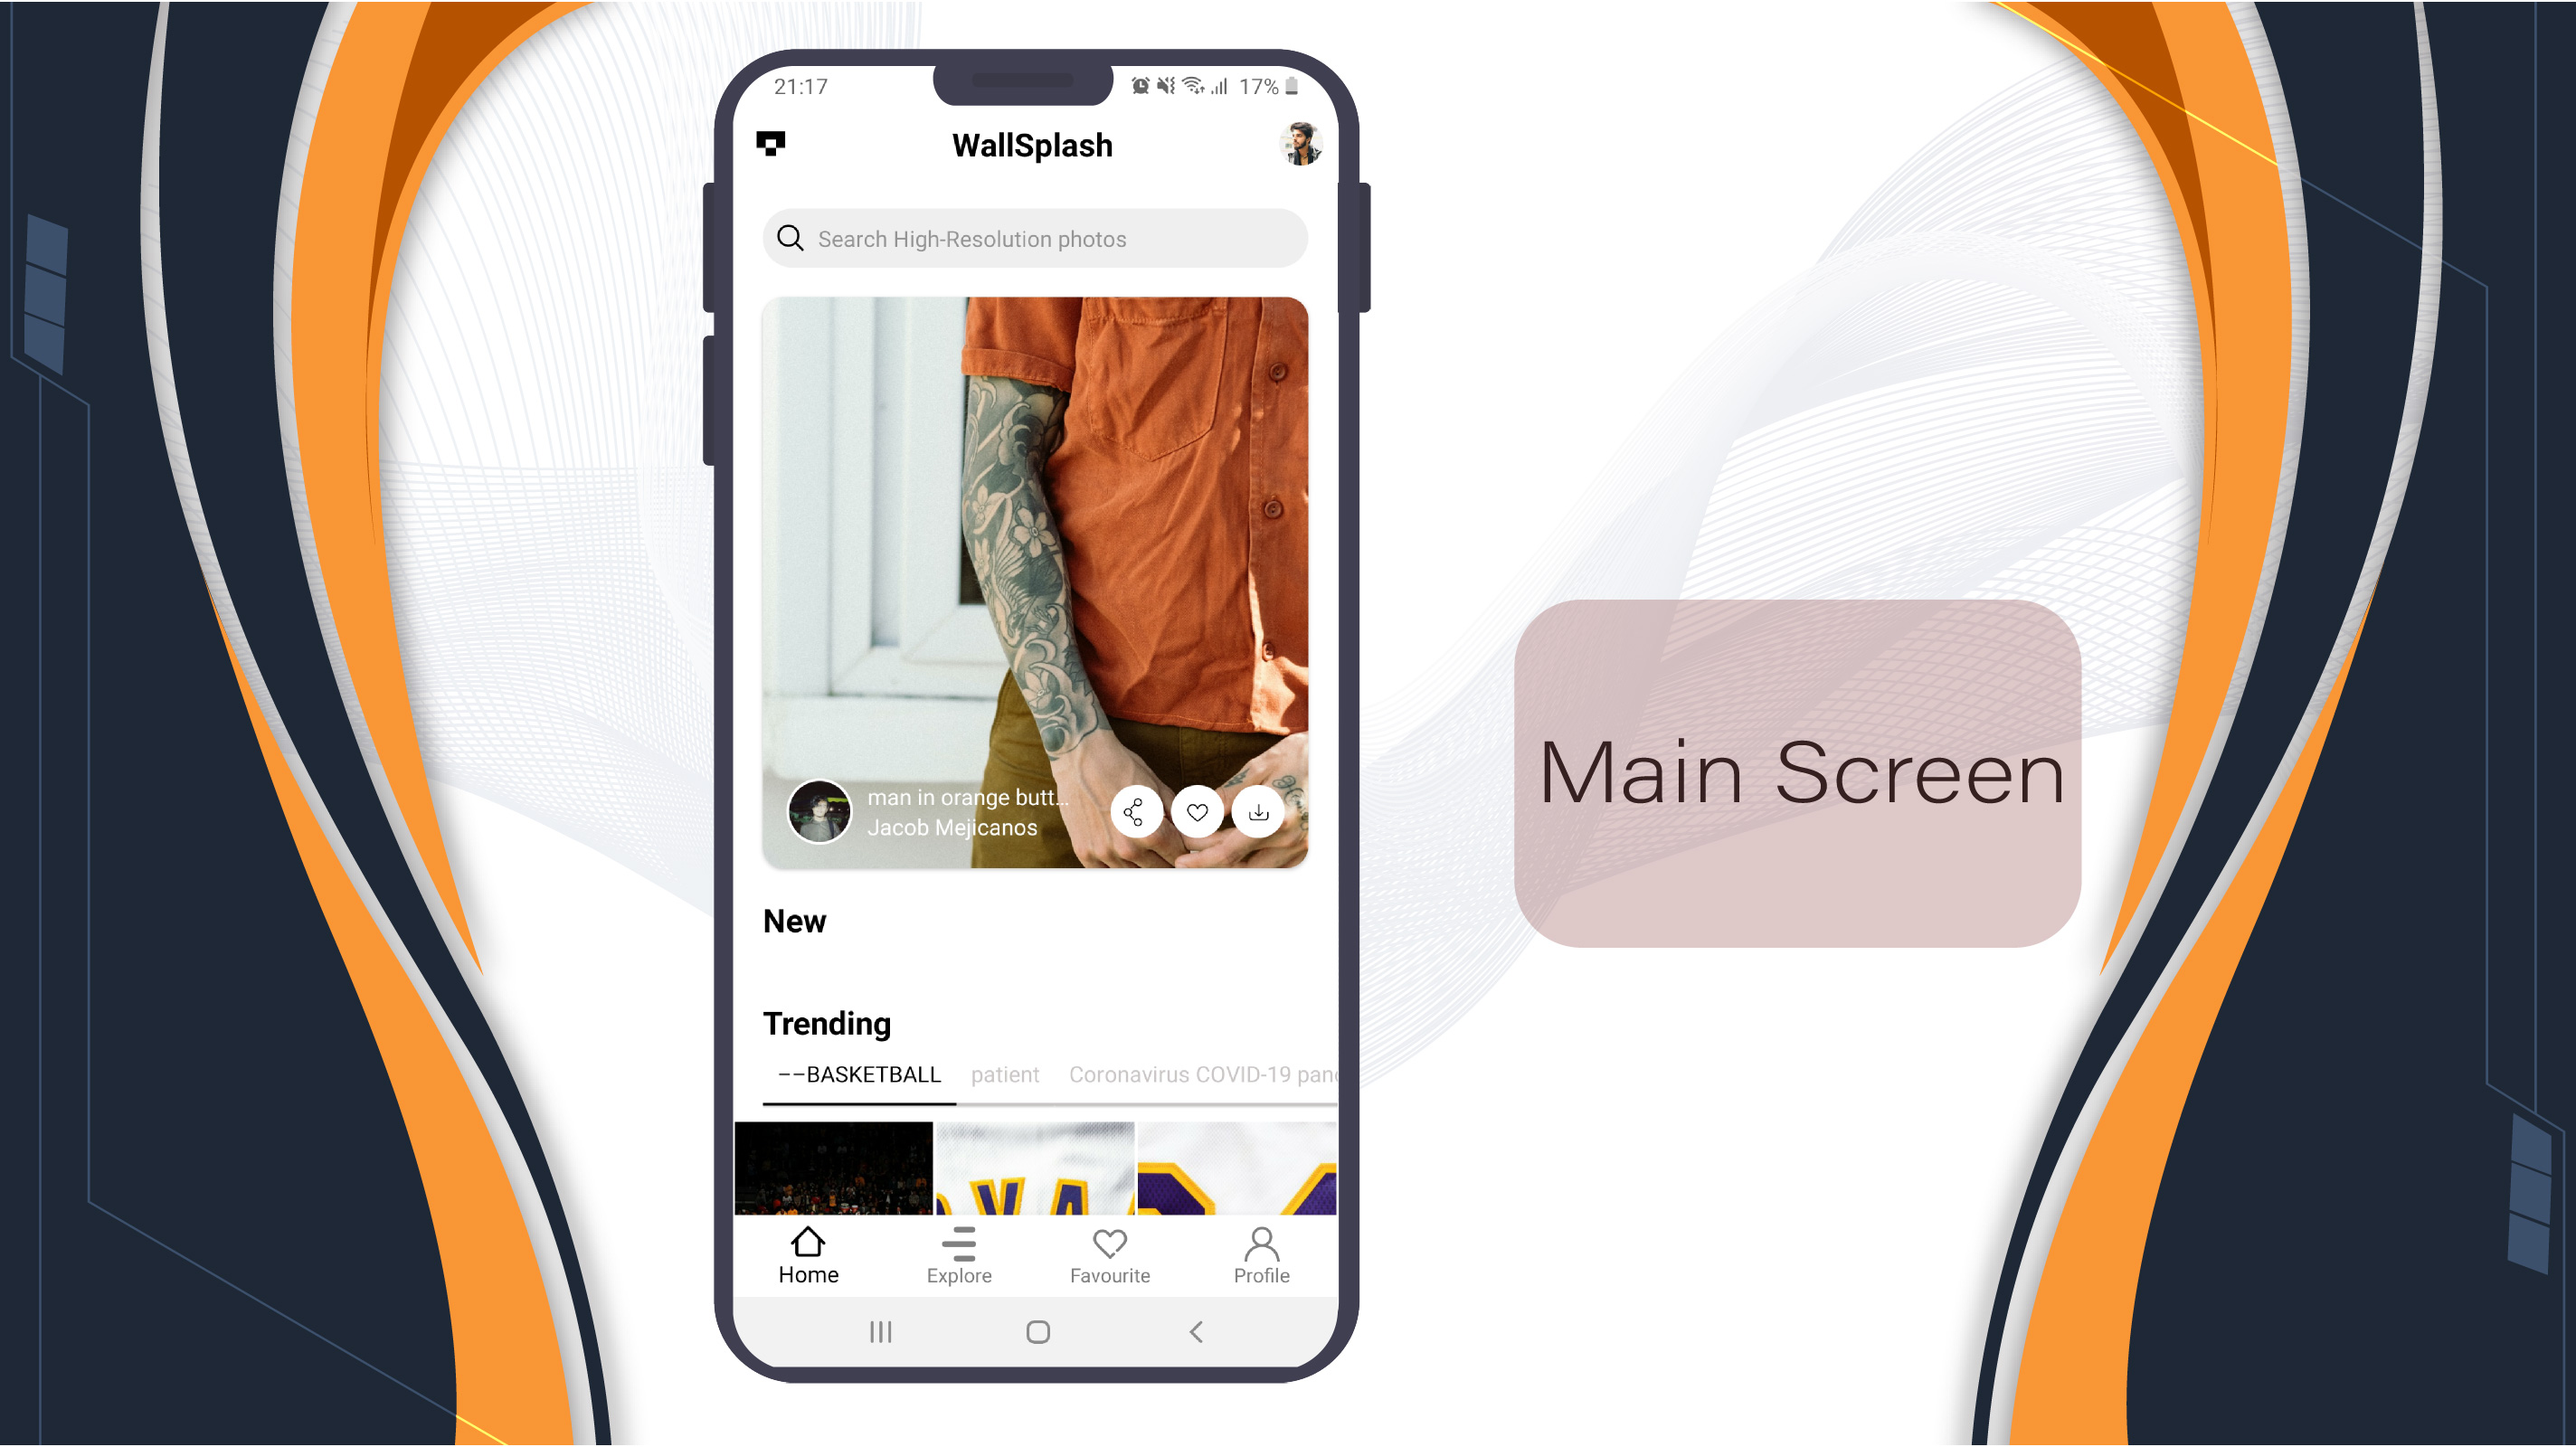 21:17
17%
WallSplash
Search High-Resolution photos
man in orange butt...
Jacob Mejicanos
New
Trending
--BASKETBALL patient Coronavirus COVID-19 pan
YA
Home Explore Favourite Profile
Main Screen